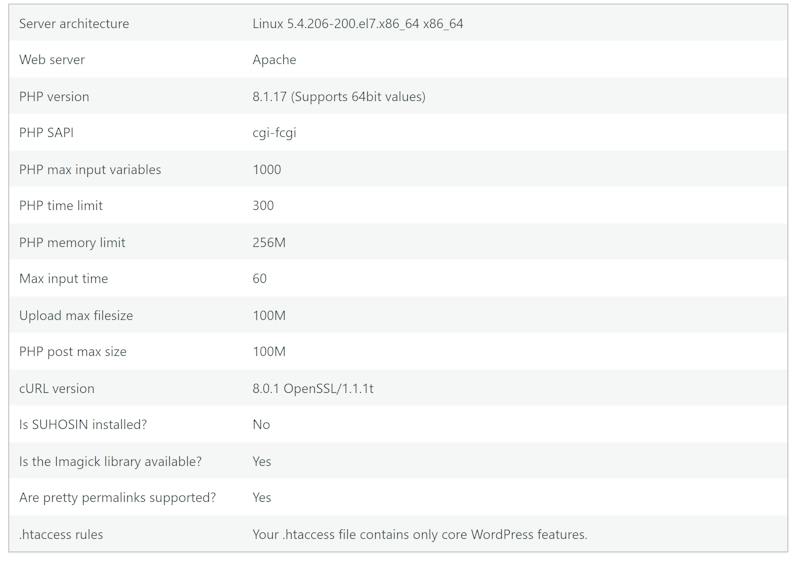 Server architecture Linux 5.4.206-200.el7.x86_64 x86_64
Web server Apache
PHP version 8.1.17 (Supports 64bit values)
PHP SAPI cgi-fcgi
PHP max input variables 1000
PHP time limit 300
PHP memory limit 256M
Max input time 60
Upload max filesize 100M
PHP post max size 100M
cURL version 8.0.1 OpenSSL/1.1.1t
Is SUHOSIN installed? No
Is the Imagick library available? Yes
Are pretty permalinks supported? Yes
.htaccess rules Your .htaccess file contains only core WordPress features.